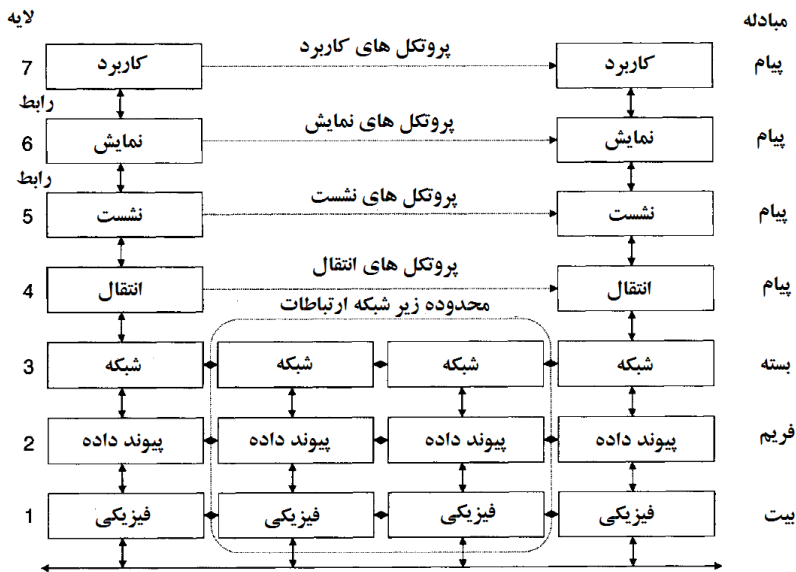 لایه
مبادله
7
کاربرد
پروتکل های کاربرد
کاربرد
پیام
رابط
6
نمایش
پروتکل های نمایش
نمایش
پیام
رابط
5
نشست
پروتکل های نشست
نشست
پیام
4
انتقال
پروتکل های انتقال
انتقال
پیام
محدوده زیر شبکه ارتباطات
3
شبکه
شبکه
شبکه
شبکه
بسته
2
پیوند داده
پیوند داده
پیوند داده
پیوند داده
فریم
1
فیزیکی
فیزیکی
فیزیکی
فیزیکی
بیت